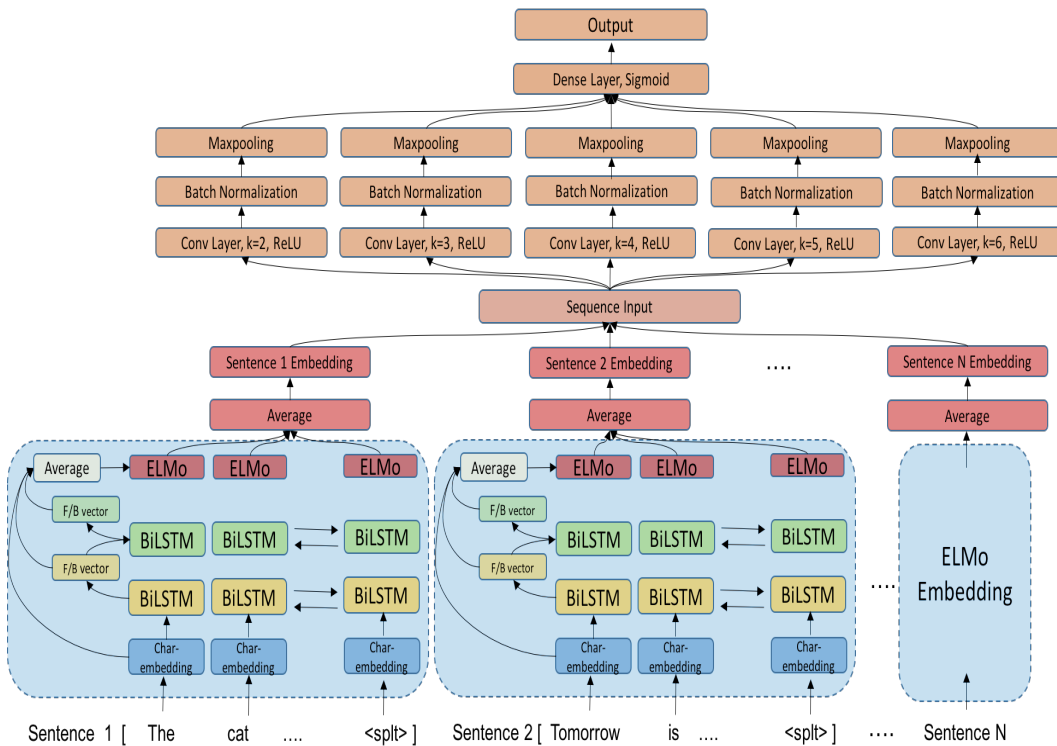 Output
Dense Layer, Sigmoid
Maxpooling Maxpooling Maxpooling Maxpooling Maxpooling
Batch Normalization Batch Normalization Batch Normalization Batch Normalization Batch Normalization
Conv Layer, k=2, ReLU Conv Layer, k=3, ReLU Conv Layer, k=4, ReLU Conv Layer, k=5, ReLU Conv Layer, k=6, ReLU
Sequence Input
Sentence 1 Embedding Sentence 2 Embedding .... Sentence N Embedding
Average Average Average
Average ELMo ELMo ELMo Average ELMo ELMo ELMo
F/B vector F/B vector
BiLSTM BiLSTM BiLSTM BiLSTM BiLSTM BiLSTM
F/B vector F/B vector
ELMo
Embedding
BiLSTM BiLSTM BiLSTM BiLSTM BiLSTM BiLSTM ....
Char- Char- Char- Char- Char- Char-
embedding embedding embedding embedding embedding embedding
Sentence 1 [ The cat .... <splt> ] Sentence 2 [ Tomorrow is .... <splt> ] .... Sentence N